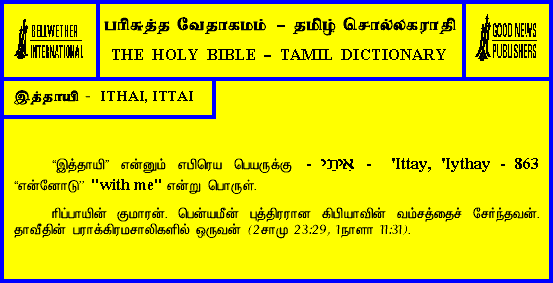 BELLWETHER
INTERNATIONAL
பரிசுத்த வேதாகமம் – தமிழ் சொல்லகராதி
THE HOLY BIBLE – TAMIL DICTIONARY
GOOD NEWS
PUBLISHERS
இத்தாயி - ITHAI, ITTAI
“இத்தாயி” என்னும் எபிரெய பெயருக்கு - איתי - 'Ittay, 'Iythay - 863
“என்னோடு” "with me" என்று பொருள்.
ரிப்பாயின் குமாரன். பென்யமீன் புத்திரரான கிபியாவின் வம்சத்தைச் சேர்ந்தவன்.
தாவீதின் பராக்கிரமசாலிகளில் ஒருவன் (2சாமு 23:29, 1நாளா 11:31).